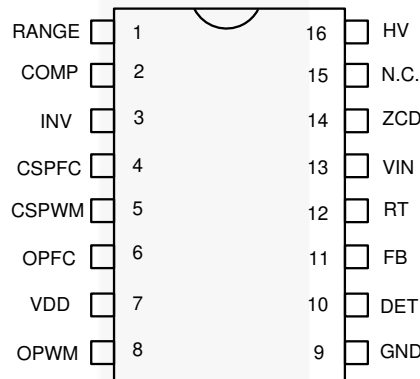 RANGE 1 16 HV
COMP 2 15 N.C.
INV 3 14 ZCD
CSPFC 4 13 VIN
CSPWM 5 12 RT
OPFC 6 11 FB
VDD 7 10 DET
OPWM 8 9 GND